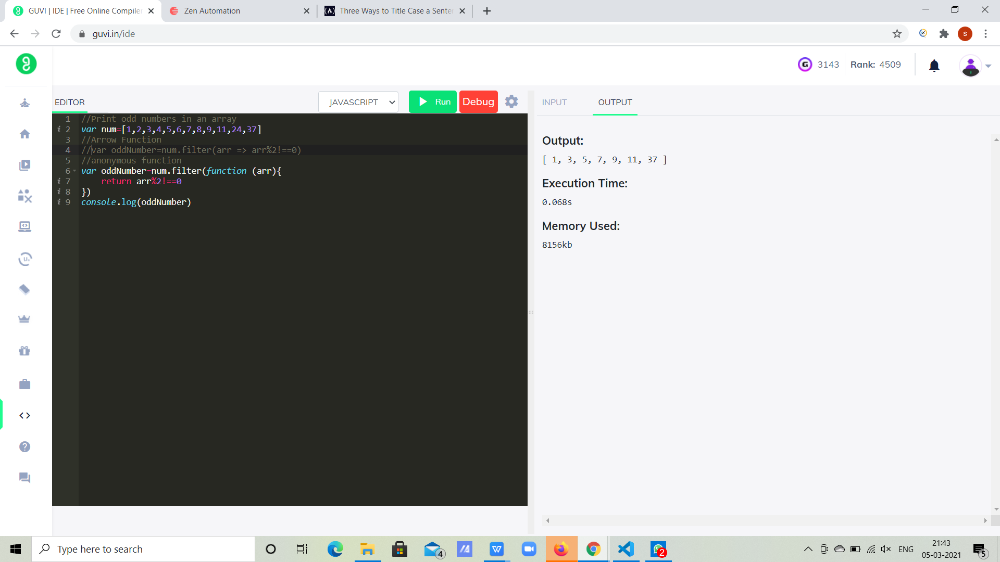 GUVI | IDE | Free Online Compiler
Zen Automation
Three Ways to Title Case a Sente
guvi.in/ide
s
G 3143 Rank: 4509
EDITOR
JAVASCRIPT
Run
Debug
INPUT
OUTPUT
1 //Print odd numbers in an array
i 2 var num=[1,2,3,4,5,6,7,8,9,11,24,37]
3 //Arrow Function
4 //var oddNumber=num.filter(arr => arr%2!==0)
5 //anonymous function
6 var oddNumber=num.filter(function (arr){
i 7 return arr%2!==0
i 8 })
i 9 console.log(oddNumber)
Output:
[ 1, 3, 5, 7, 9, 11, 37 ]
Execution Time:
0.068s
Memory Used:
8156kb
Type here to search
4
W
2
ENG
21:43
05-03-2021
5